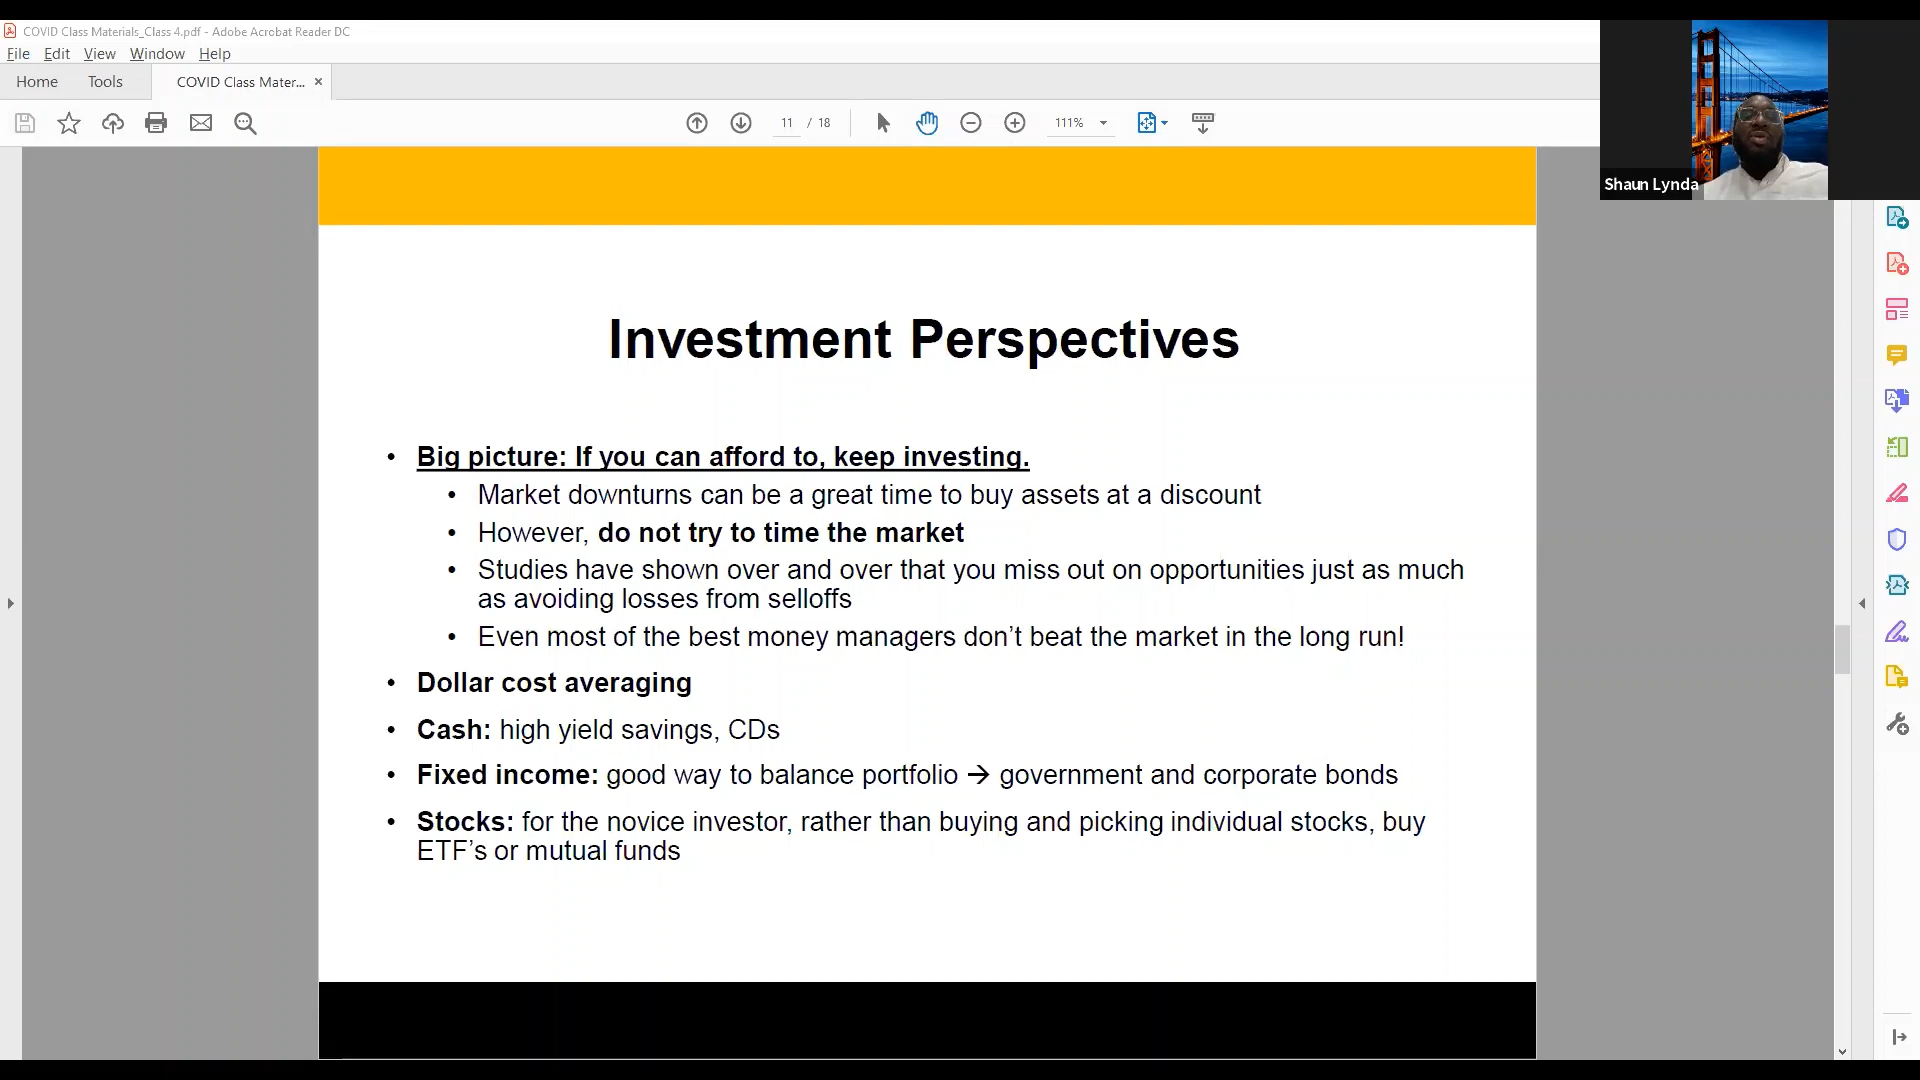 COVID Class Materials_Class 4.pdf - Adobe Acrobat Reader DC
File Edit View Window Help
Home Tools COVID Class Mater... ×
11 / 18 111%
Shaun Lynda
Investment Perspectives
• Big picture: If you can afford to, keep investing.
• Market downturns can be a great time to buy assets at a discount
• However, do not try to time the market
• Studies have shown over and over that you miss out on opportunities just as much
as avoiding losses from selloffs
• Even most of the best money managers don't beat the market in the long run!
• Dollar cost averaging
• Cash: high yield savings, CDs
• Fixed income: good way to balance portfolio → government and corporate bonds
• Stocks: for the novice investor, rather than buying and picking individual stocks, buy
ETF's or mutual funds